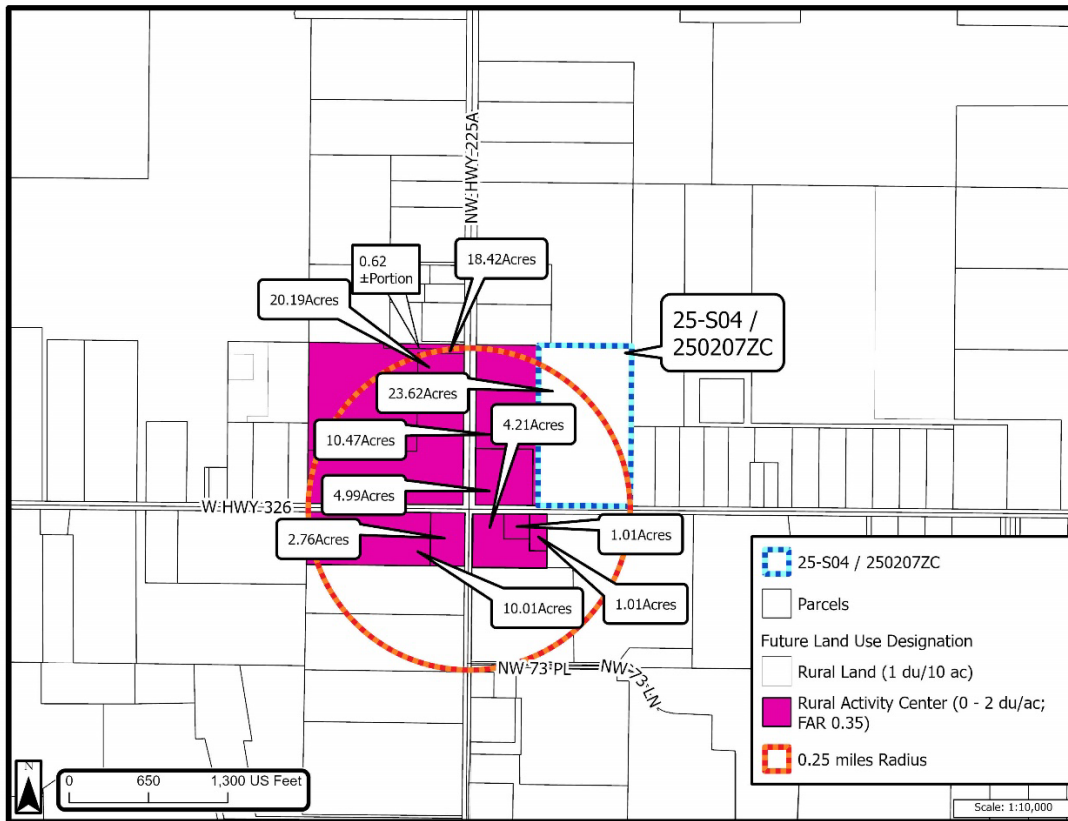 NW HWY 225A
0.62
±Portion
18.42Acres
20.19Acres
25-S04 /
250207ZC
23.62Acres
4.21Acres
10.47Acres
4.99Acres
W HWY 326
2.76Acres
1.01Acres
10.01Acres
1.01Acres
NW 73 PL
NW 73 LN
25-S04 / 250207ZC
Parcels
Future Land Use Designation
Rural Land (1 du/10 ac)
Rural Activity Center (0 - 2 du/ac;
FAR 0.35)
0.25 miles Radius
N
0 650 1,300 US Feet
Scale: 1:10,000